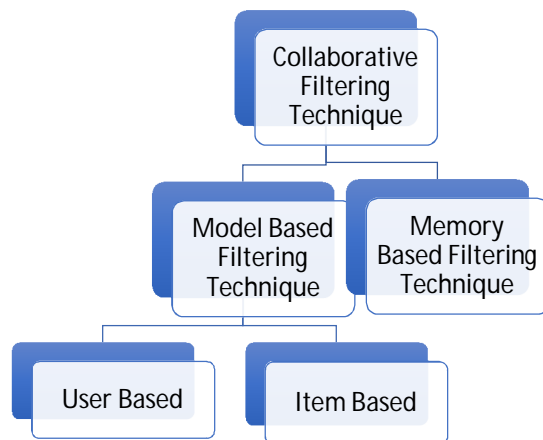 Collaborative
Filtering
Technique
Model Based
Filtering
Technique
Memory
Based Filtering
Technique
User Based
Item Based